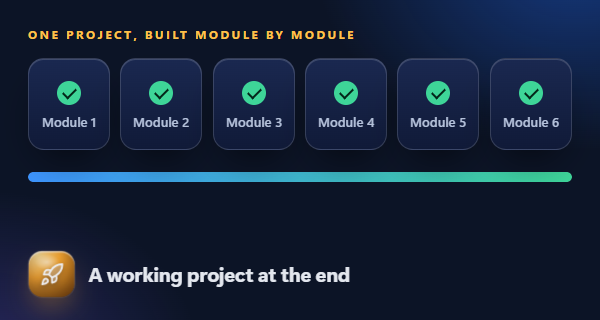 ONE PROJECT, BUILT MODULE BY MODULE
Module 1 Module 2 Module 3 Module 4 Module 5 Module 6
A working project at the end